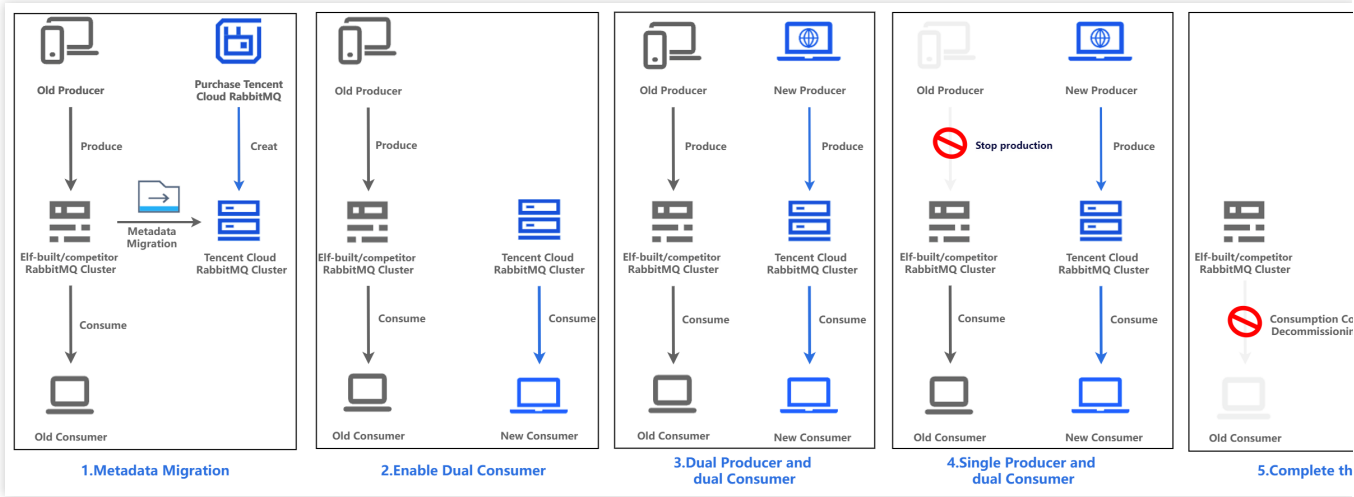 Old Producer
Purchase Tencent
Cloud RabbitMQ
Produce
Creat
Metadata
Migration
Elf-built/competitor
RabbitMQ Cluster
Tencent Cloud
RabbitMQ Cluster
Consume
Old Consumer
1.Metadata Migration
Old Producer
Produce
Elf-built/competitor
RabbitMQ Cluster
Tencent Cloud
RabbitMQ Cluster
Consume
Consume
Old Consumer
New Consumer
2.Enable Dual Consumer
Old Producer
New Producer
Produce
Produce
Elf-built/competitor
RabbitMQ Cluster
Tencent Cloud
RabbitMQ Cluster
Consume
Consume
Old Consumer
New Consumer
3.Dual Producer and
dual Consumer
Old Producer
New Producer
Stop production
Produce
Elf-built/competitor
RabbitMQ Cluster
Tencent Cloud
RabbitMQ Cluster
Consume
Consume
Old Consumer
New Consumer
4.Single Producer and
dual Consumer
Elf-built/competitor
RabbitMQ Cluster
Consumption
Old Consumer
5.Complete